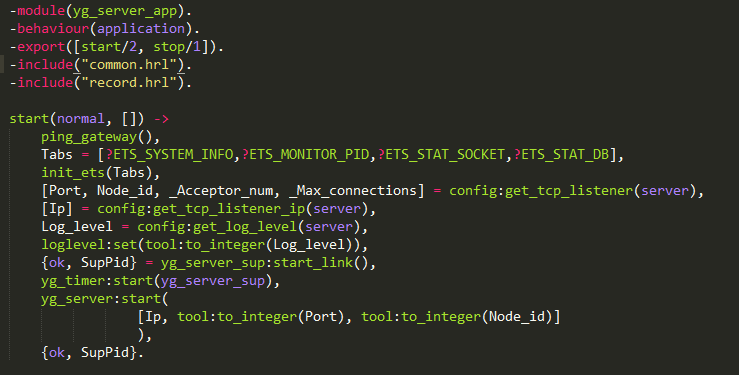 -module(yg_server_app).
-behaviour(application).
-export([start/2, stop/1]).
-include("common.hrl").
-include("record.hrl").
start(normal, []) ->
ping_gateway(),
Tabs = [?ETS_SYSTEM_INFO,?ETS_MONITOR_PID,?ETS_STAT_SOCKET,?ETS_STAT_DB],
init_ets(Tabs),
[Port, Node_id, _Acceptor_num, _Max_connections] = config:get_tcp_listener(server),
[Ip] = config:get_tcp_listener_ip(server),
Log_level = config:get_log_level(server),
loglevel:set(tool:to_integer(Log_level)),
{ok, SupPid} = yg_server_sup:start_link(),
yg_timer:start(yg_server_sup),
yg_server:start(
[Ip, tool:to_integer(Port), tool:to_integer(Node_id)]
),
{ok, SupPid}.